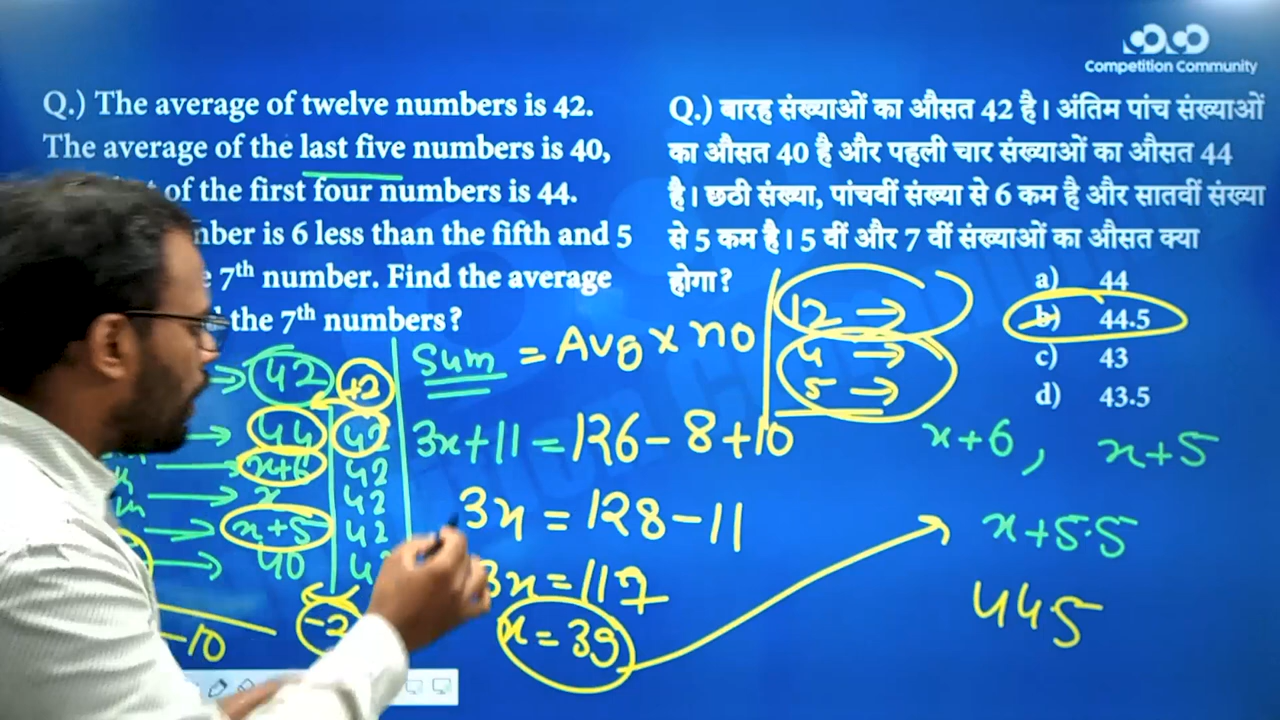 Competition Community
Q.) The average of twelve numbers is 42.
The average of the last five numbers is 40,
of the first four numbers is 44.
is 6 less than the fifth and 5
7th number. Find the average
the 7th numbers?
Q.) बारह संख्याओं का औसत 42 है। अंतिम पांच संख्याओं
का औसत 40 है और पहली चार संख्याओं का औसत 44
है। छठी संख्या, पांचवीं संख्या से 6 कम है और सातवीं संख्या
से 5 कम है। 5 वीं और 7 वीं संख्याओं का औसत क्या
होगा?
a) 44
b) 44.5
c) 43
d) 43.5
12 →
4 →
5 →
→ 42 +2
→ 44 42
→ x+6 42
→ x 42
→ x+5 42
→ 40
-10 -2
Sum = Avg x no
3x+11 = 126-8+10
3x = 128-11
3x = 117
x = 39
x+6, x+5
x+5.5
445